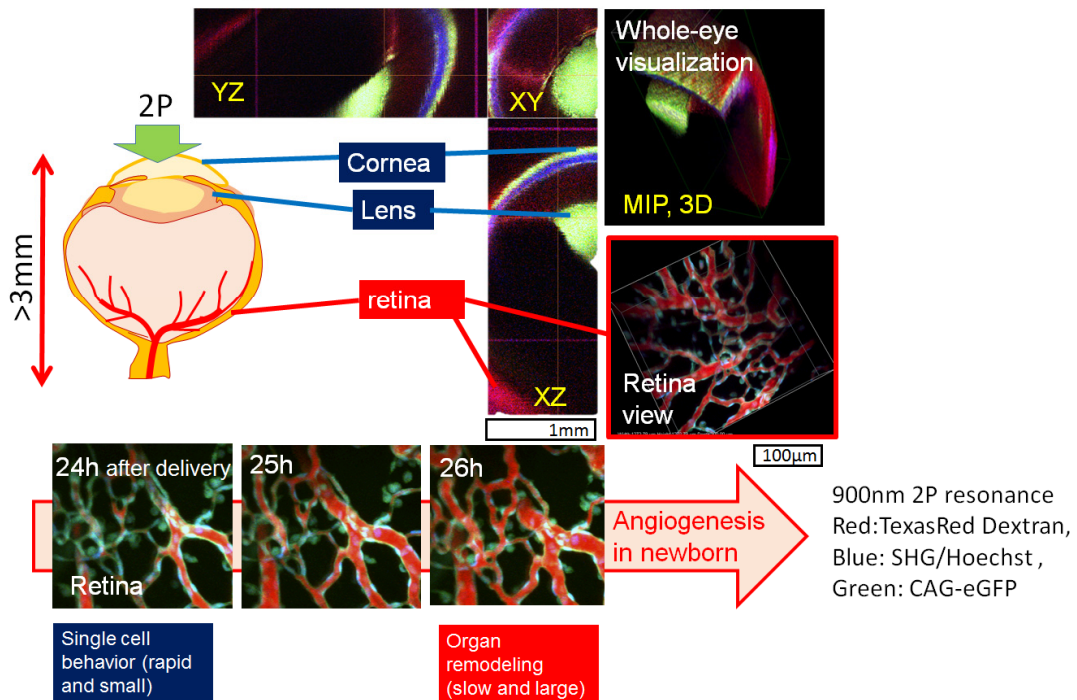 Whole-eye
visualization
YZ
XY
2P
Cornea
Lens
MIP, 3D
>3mm
retina
Retina
view
XZ
1mm
100μm
24h after delivery
25h
26h
Retina
Angiogenesis
in newborn
900nm 2P resonance
Red:TexasRed Dextran,
Blue: SHG/Hoechst ,
Green: CAG-eGFP
Single cell
behavior (rapid
and small)
Organ
remodeling
(slow and large)